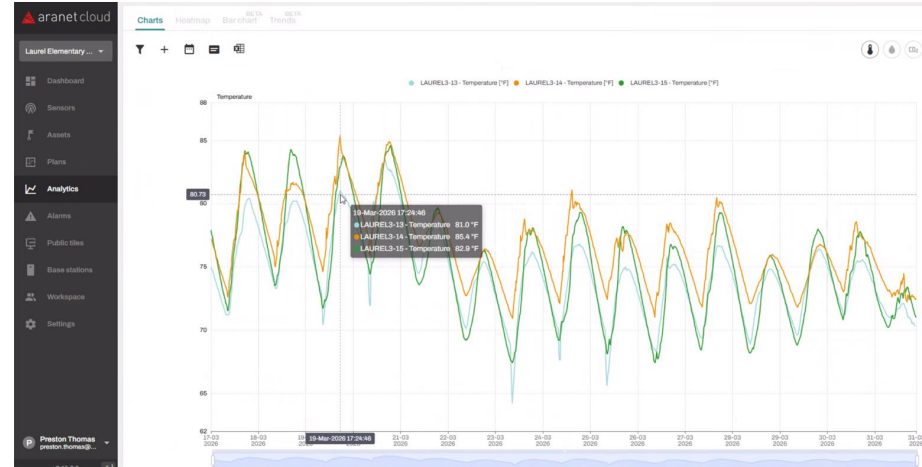 aranet cloud
Laurel Elementary ...
Dashboard
Sensors
Assets
Plans
Analytics
Alarms
Public tiles
Base stations
Workspace
Settings
Preston Thomas
preston.thomas@...
Charts
Heatmap
Bar chart BETA
Trends BETA
LAUREL3-13 - Temperature [°F]
LAUREL3-14 - Temperature [°F]
LAUREL3-15 - Temperature [°F]
Temperature
88
85
80.73
80
75
70
65
62
19-Mar-2026 17:24:46
LAUREL3-13 - Temperature 81.0 °F
LAUREL3-14 - Temperature 85.4 °F
LAUREL3-15 - Temperature 82.9 °F
17-03 2026
18-03 2026
19-Mar-2026 17:24:46
21-03 2026
22-03 2026
23-03 2026
24-03 2026
25-03 2026
26-03 2026
27-03 2026
28-03 2026
29-03 2026
30-03 2026
31-03 2026